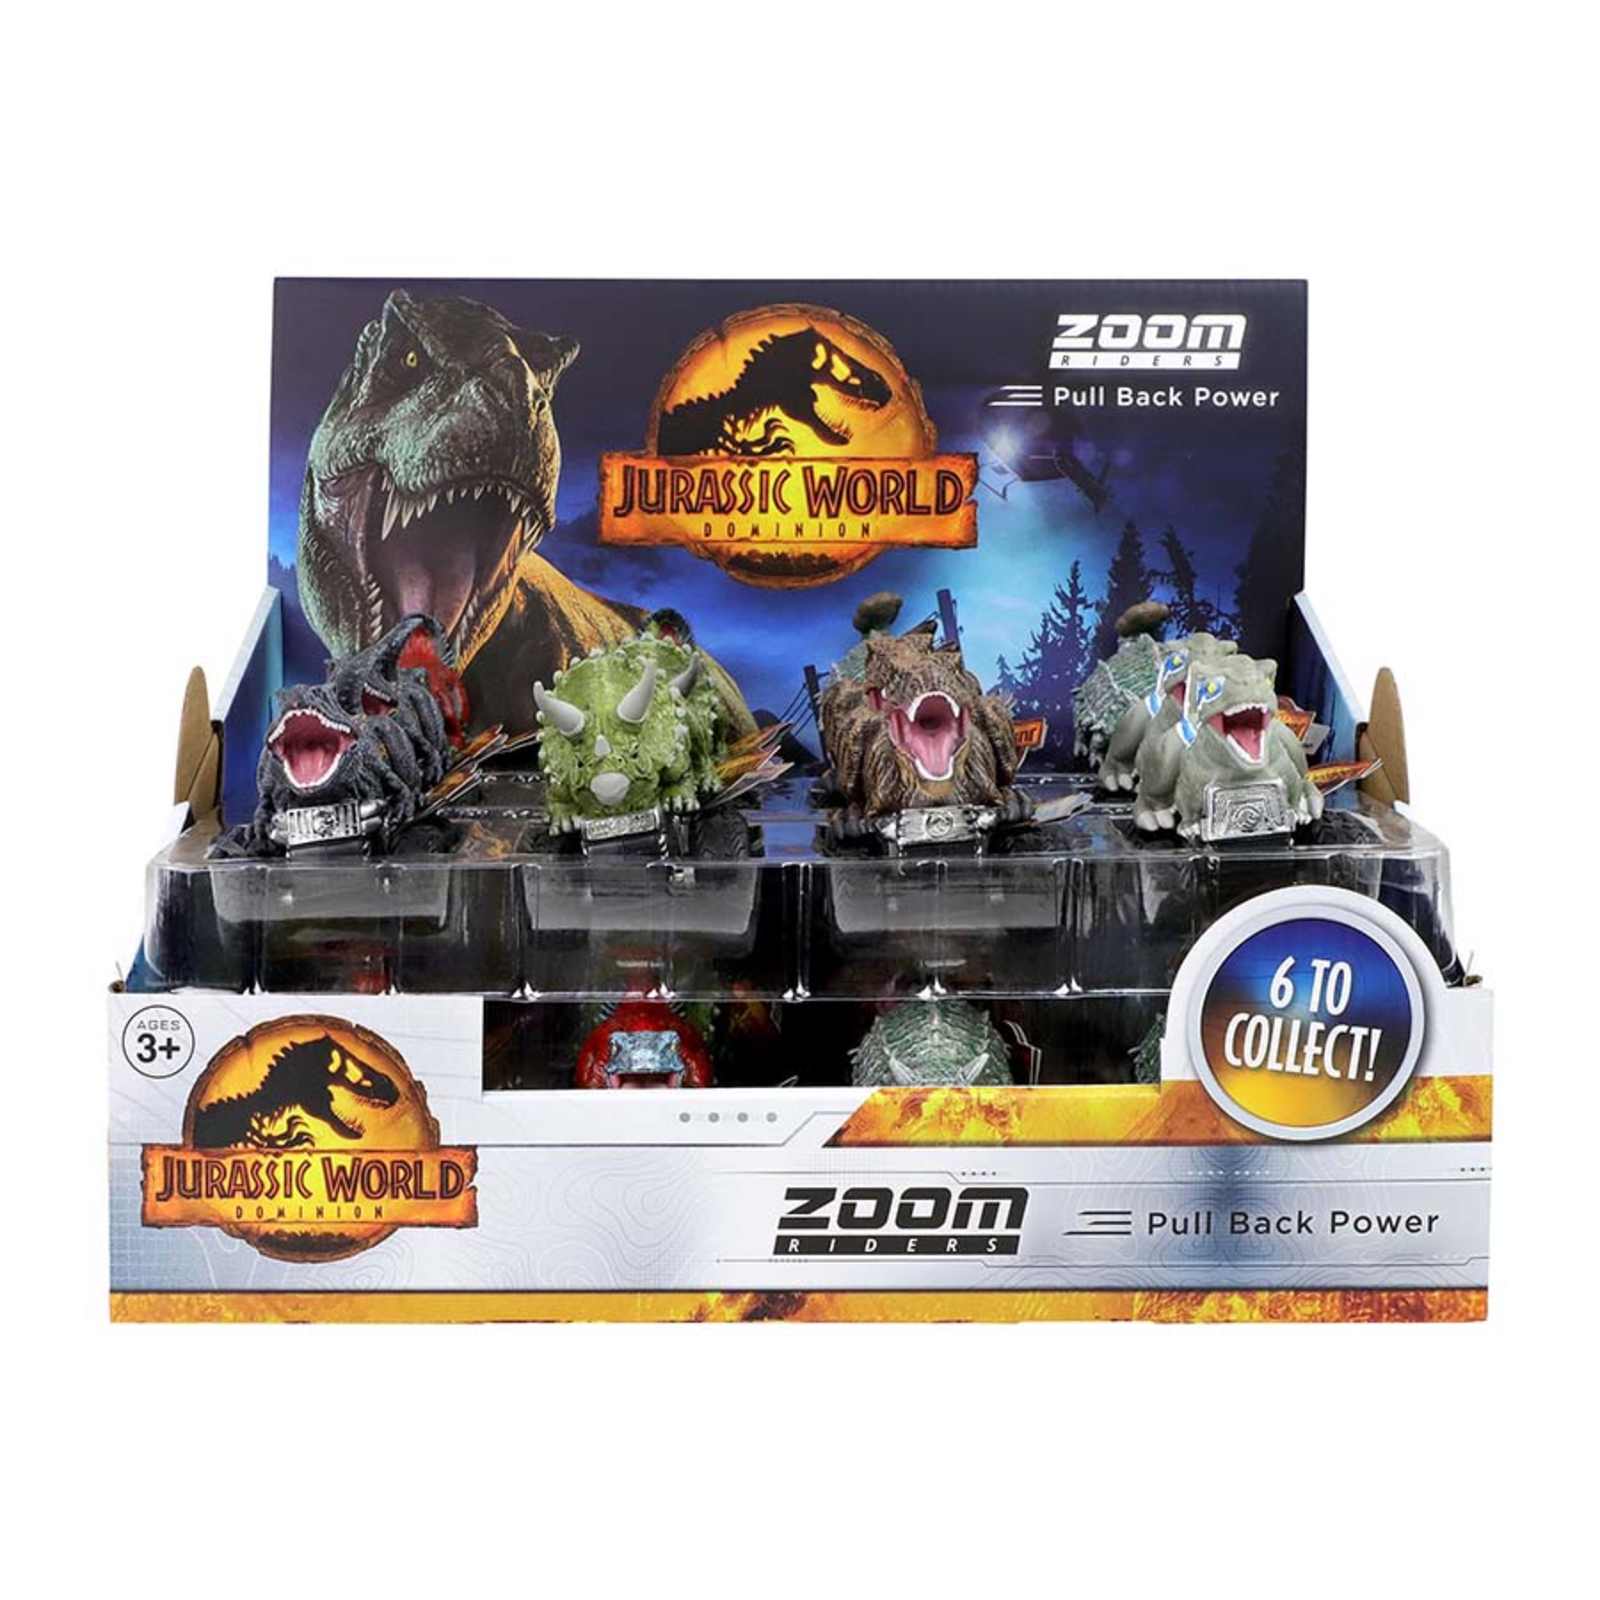 ZOOM
RIDERS
Pull Back Power
JURASSIC WORLD
DOMINION
AGES
3+
6 TO
COLLECT!
JURASSIC WORLD
DOMINION
ZOOM
RIDERS
Pull Back Power